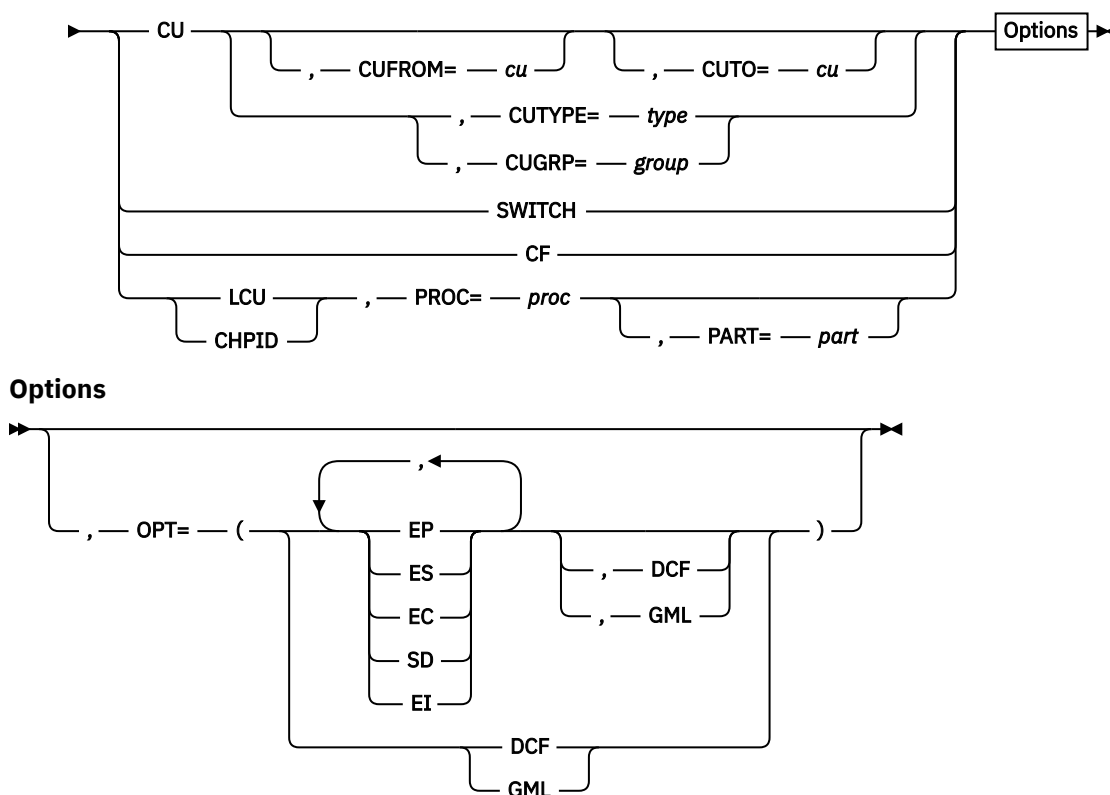 CU
Options
, CUFROM= cu , CUTO= cu
, CUTYPE= type
, CUGRP= group
SWITCH
CF
LCU , PROC= proc
CHPID , PART= part
Options
,
, OPT= ( EP )
ES , DCF
EC , GML
SD
EI
DCF
GML